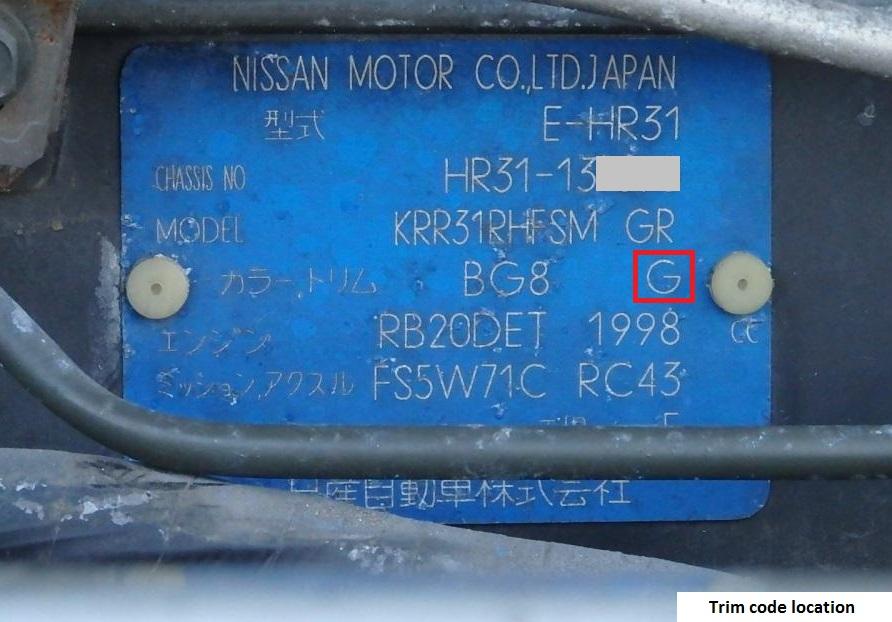 NISSAN MOTOR CO.,LTD.JAPAN
型式 E-HR31
CHASSIS NO HR31-13
MODEL KRR31RHFSM GR
カラー,トリム BG8 G
エンジン RB20DET 1998 CC
ミッション,アクスル FS5W71C RC43
日産自動車株式会社
Trim code location